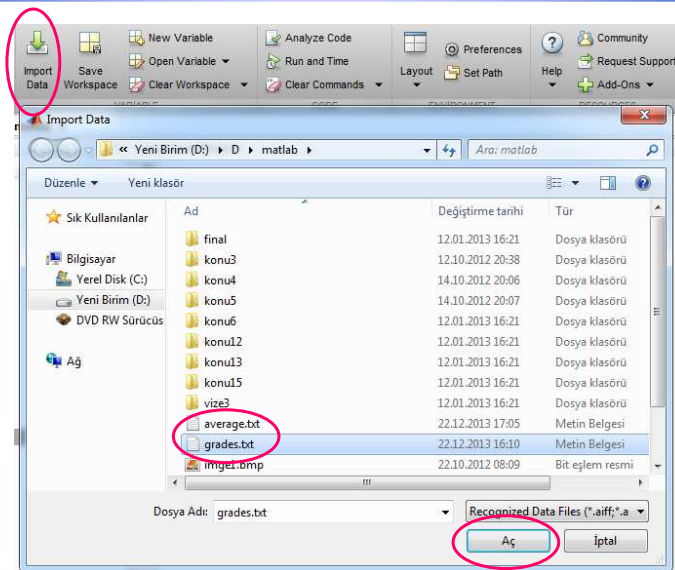 New Variable
Analyze Code
Community
Preferences
Open Variable
Run and Time
Request Support
Set Path
Import Data
Save Workspace
Clear Workspace
Clear Commands
Layout
Help
Add-Ons
VARIABLE
CODE
ENVIRONMENT
RESOURCES
Import Data
« Yeni Birim (D:) ▸ D ▸ matlab ▸
Ara: matlab
Düzenle
Yeni klasör
Ad
Değiştirme tarihi
Tür
Sık Kullanılanlar
Bilgisayar
Yerel Disk (C:)
Yeni Birim (D:)
DVD RW Sürücüs
Ağ
final 12.01.2013 16:21 Dosya klasörü
konu3 12.10.2012 20:38 Dosya klasörü
konu4 14.10.2012 20:06 Dosya klasörü
konu5 14.10.2012 20:07 Dosya klasörü
konu6 12.01.2013 16:21 Dosya klasörü
konu12 12.01.2013 16:21 Dosya klasörü
konu13 12.01.2013 16:21 Dosya klasörü
konu15 12.01.2013 16:21 Dosya klasörü
vize3 12.01.2013 16:21 Dosya klasörü
average.txt 22.12.2013 17:05 Metin Belgesi
grades.txt 22.12.2013 16:10 Metin Belgesi
imge1.bmp 22.10.2012 08:09 Bit eşlem resmi
Dosya Adı: grades.txt
Recognized Data Files (*.aiff;*.a
Aç
İptal